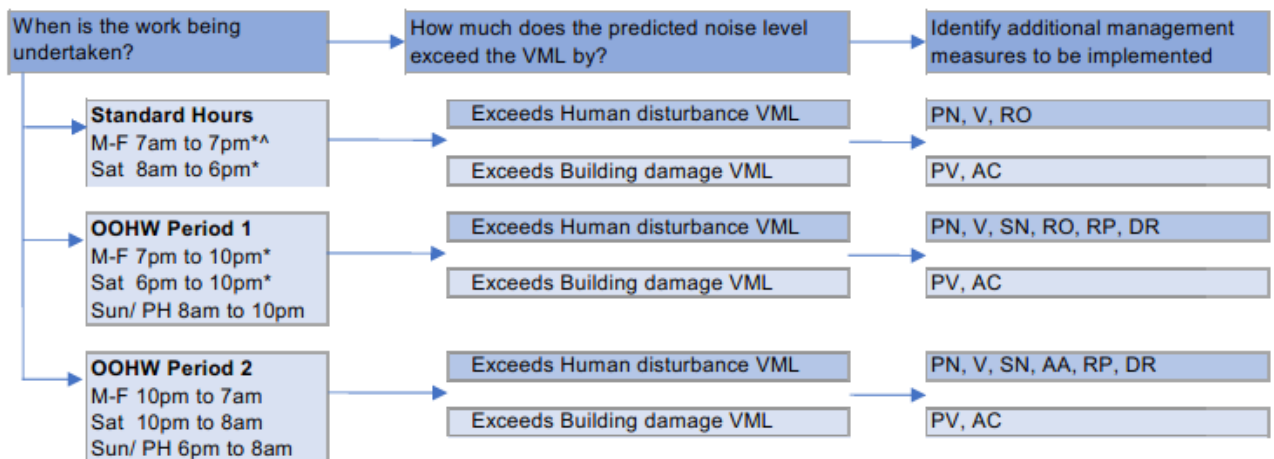 When is the work being
undertaken?
How much does the predicted noise level
exceed the VML by?
Identify additional management
measures to be implemented
Standard Hours
M-F 7am to 7pm*^
Sat 8am to 6pm*
Exceeds Human disturbance VML
PN, V, RO
Exceeds Building damage VML
PV, AC
OOHW Period 1
M-F 7pm to 10pm*
Sat 6pm to 10pm*
Sun/ PH 8am to 10pm
Exceeds Human disturbance VML
PN, V, SN, RO, RP, DR
Exceeds Building damage VML
PV, AC
OOHW Period 2
M-F 10pm to 7am
Sat 10pm to 8am
Sun/ PH 6pm to 8am
Exceeds Human disturbance VML
PN, V, SN, AA, RP, DR
Exceeds Building damage VML
PV, AC